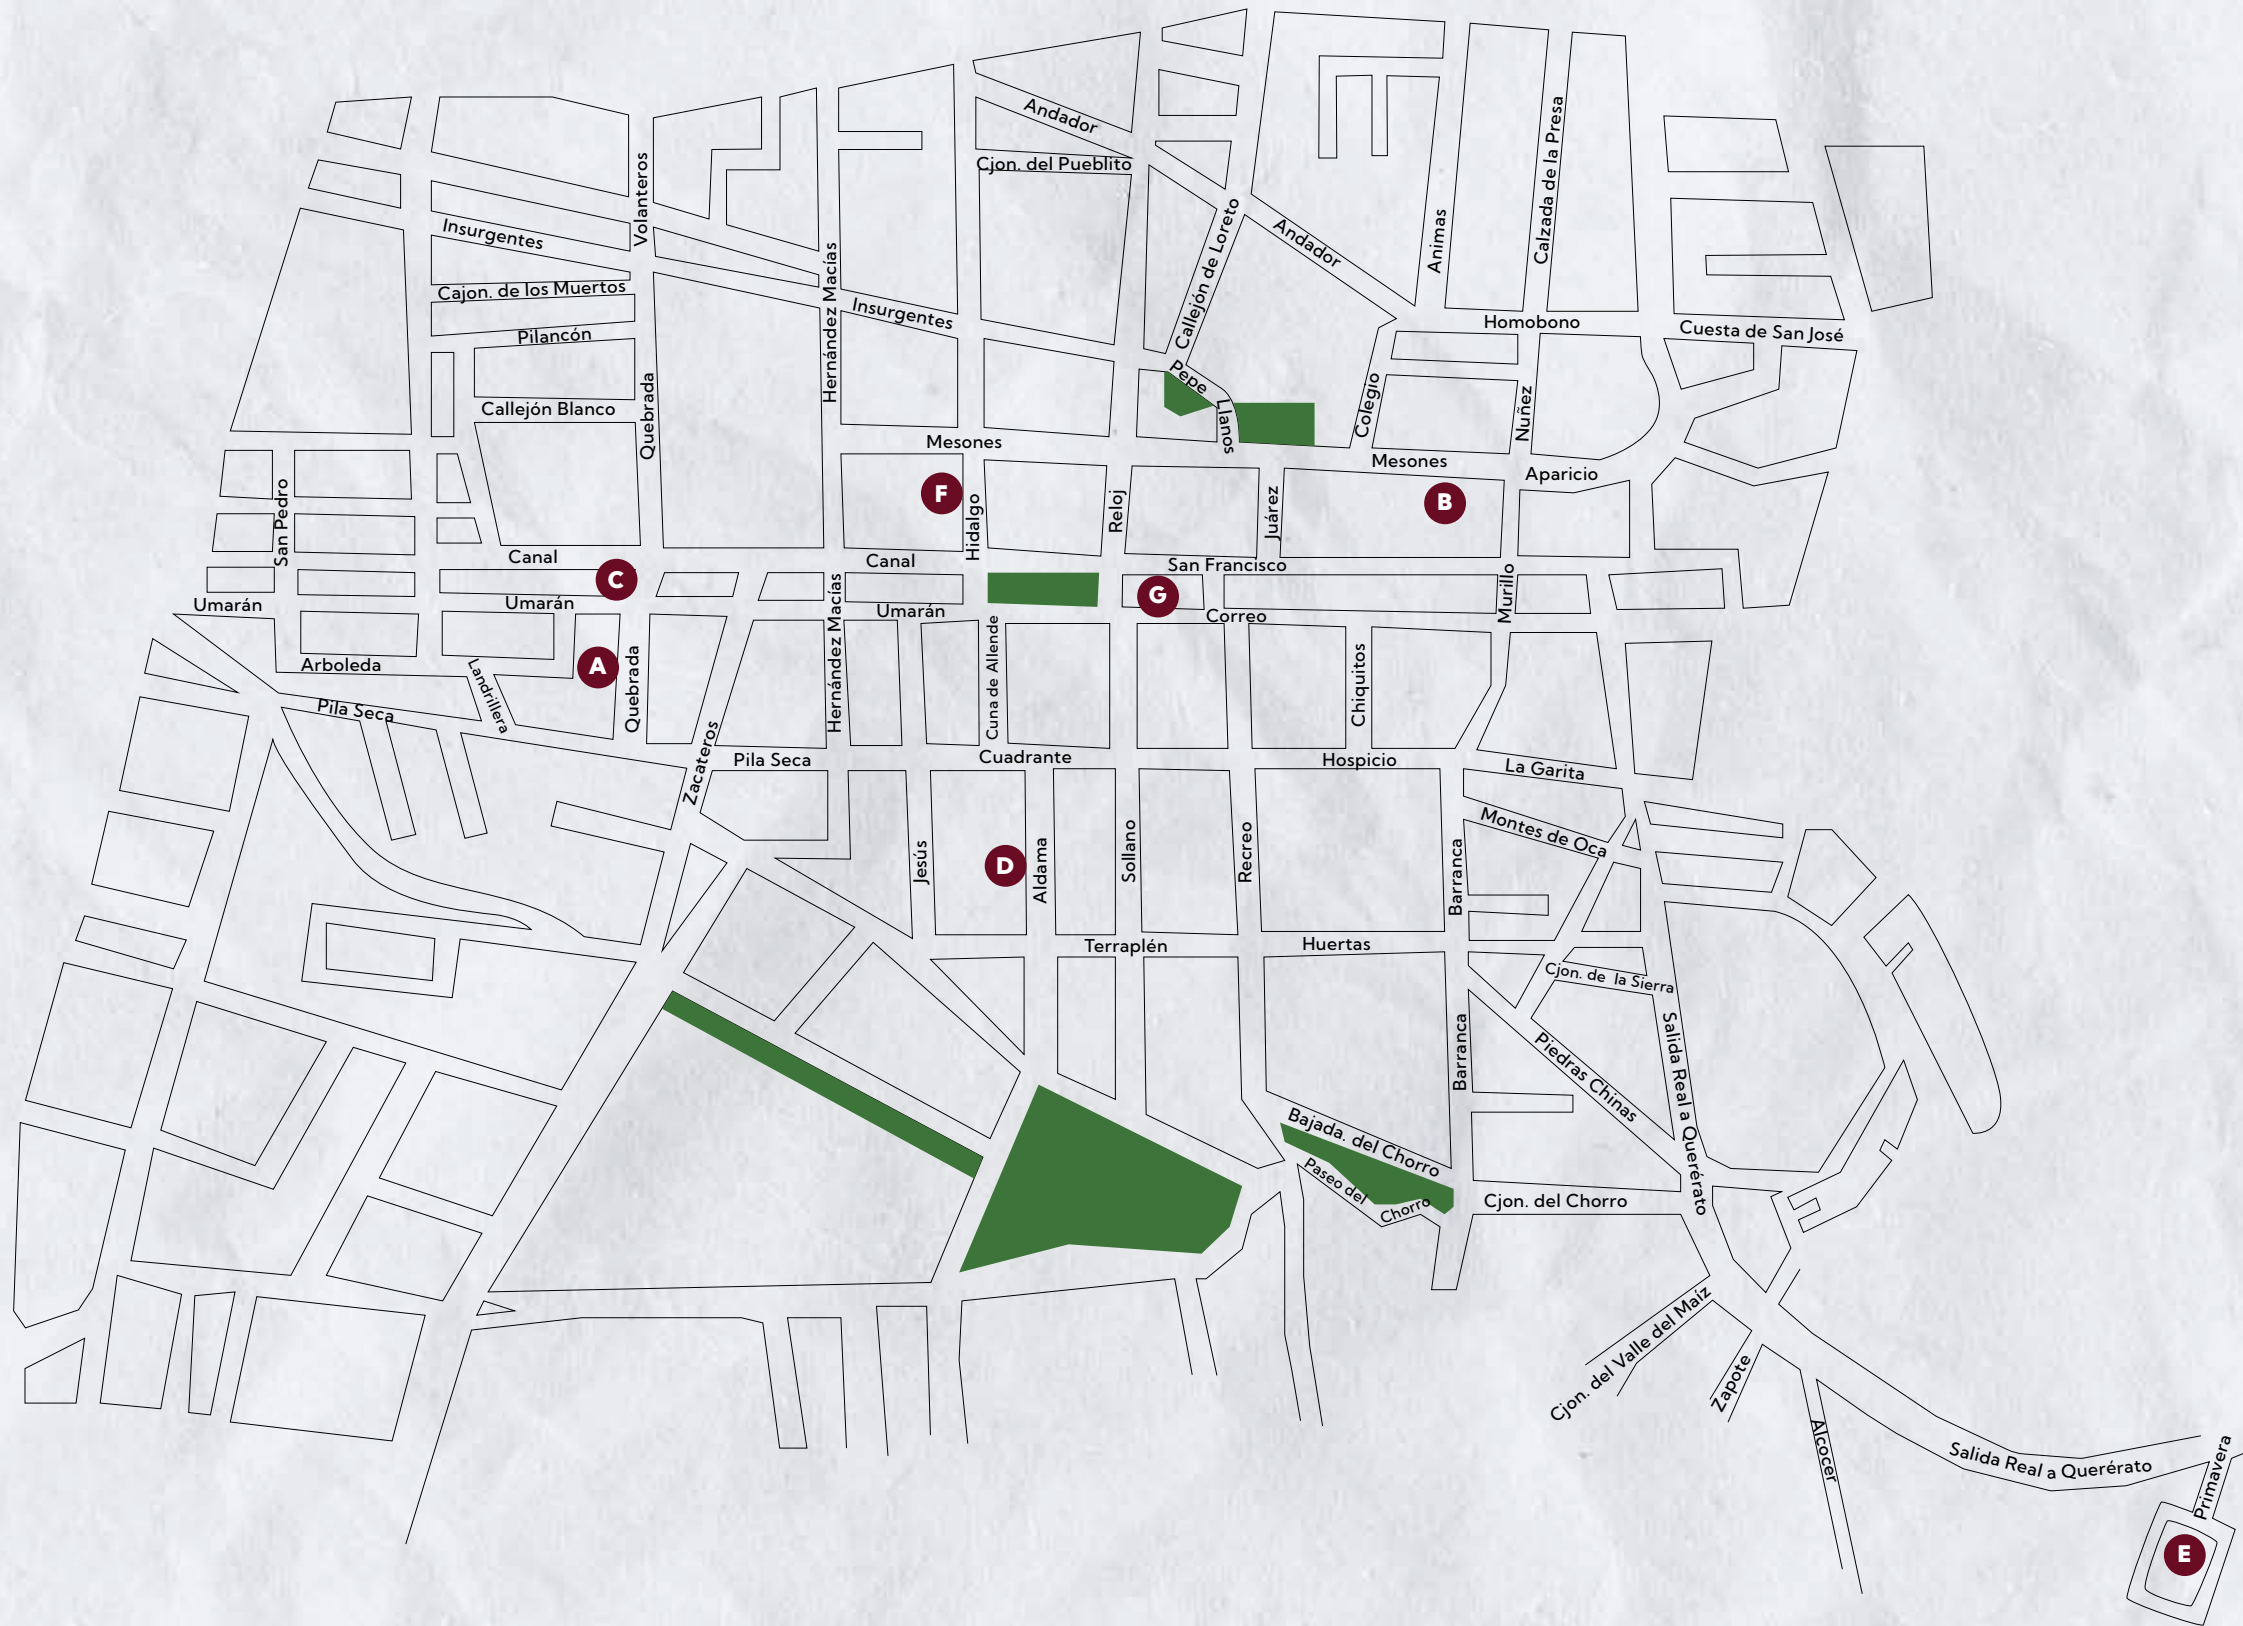 Andador
Cjon. del Pueblito
Volanteros
Insurgentes
Cajon. de los Muertos
Pilancón
Callejón Blanco
Quebrada
Hernández Macías
Insurgentes
Callejón de Loreto
Andador
Animas
Calzada de la Presa
Homobono
Cuesta de San José
Pepe
Llanos
Colegio
Nuñez
Mesones
Mesones
Aparicio
San Pedro
F
Hidalgo
Reloj
Juárez
B
Canal
Canal
San Francisco
C
G
Umarán
Umarán
Umarán
Correo
Murillo
Hernández Macías
Cuna de Allende
Chiquitos
Arboleda
Landrillera
A
Quebrada
Pila Seca
Zacateros
Pila Seca
Cuadrante
Hospicio
La Garita
Montes de Oca
Jesús
D
Aldama
Sollano
Recreo
Barranca
Terraplén
Huertas
Cjon. de la Sierra
Barranca
Piedras Chinas
Salida Real a Querérato
Bajada. del Chorro
Paseo del
Chorro
Cjon. del Chorro
Cjon. del Valle del Maíz
Zapote
Alcocer
Salida Real a Querérato
Primavera
E